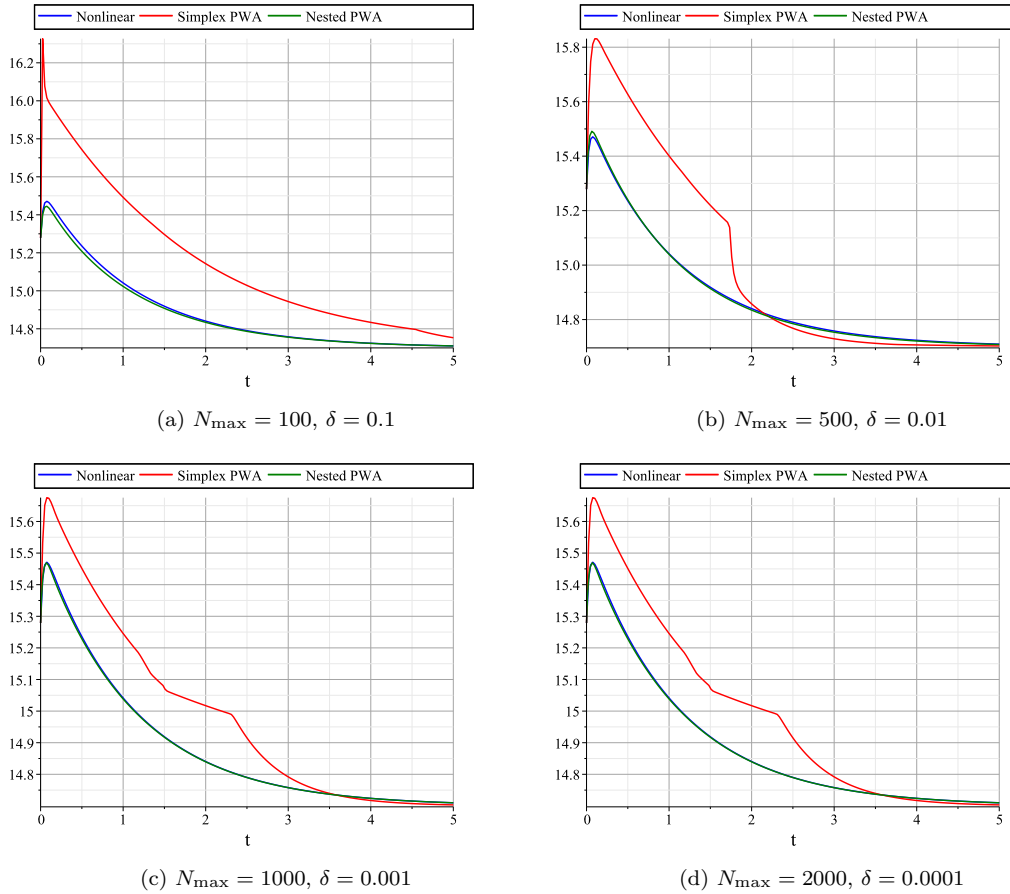 Nonlinear Simplex PWA Nested PWA
16.2
16.0
15.8
15.6
15.4
15.2
15.0
14.8
0 1 2 3 4 5
t
(a) N_max = 100, δ = 0.1
Nonlinear Simplex PWA Nested PWA
15.8
15.6
15.4
15.2
15.0
14.8
0 1 2 3 4 5
t
(b) N_max = 500, δ = 0.01
Nonlinear Simplex PWA Nested PWA
15.6
15.5
15.4
15.3
15.2
15.1
15
14.9
14.8
0 1 2 3 4 5
t
(c) N_max = 1000, δ = 0.001
Nonlinear Simplex PWA Nested PWA
15.6
15.5
15.4
15.3
15.2
15.1
15
14.9
14.8
0 1 2 3 4 5
t
(d) N_max = 2000, δ = 0.0001